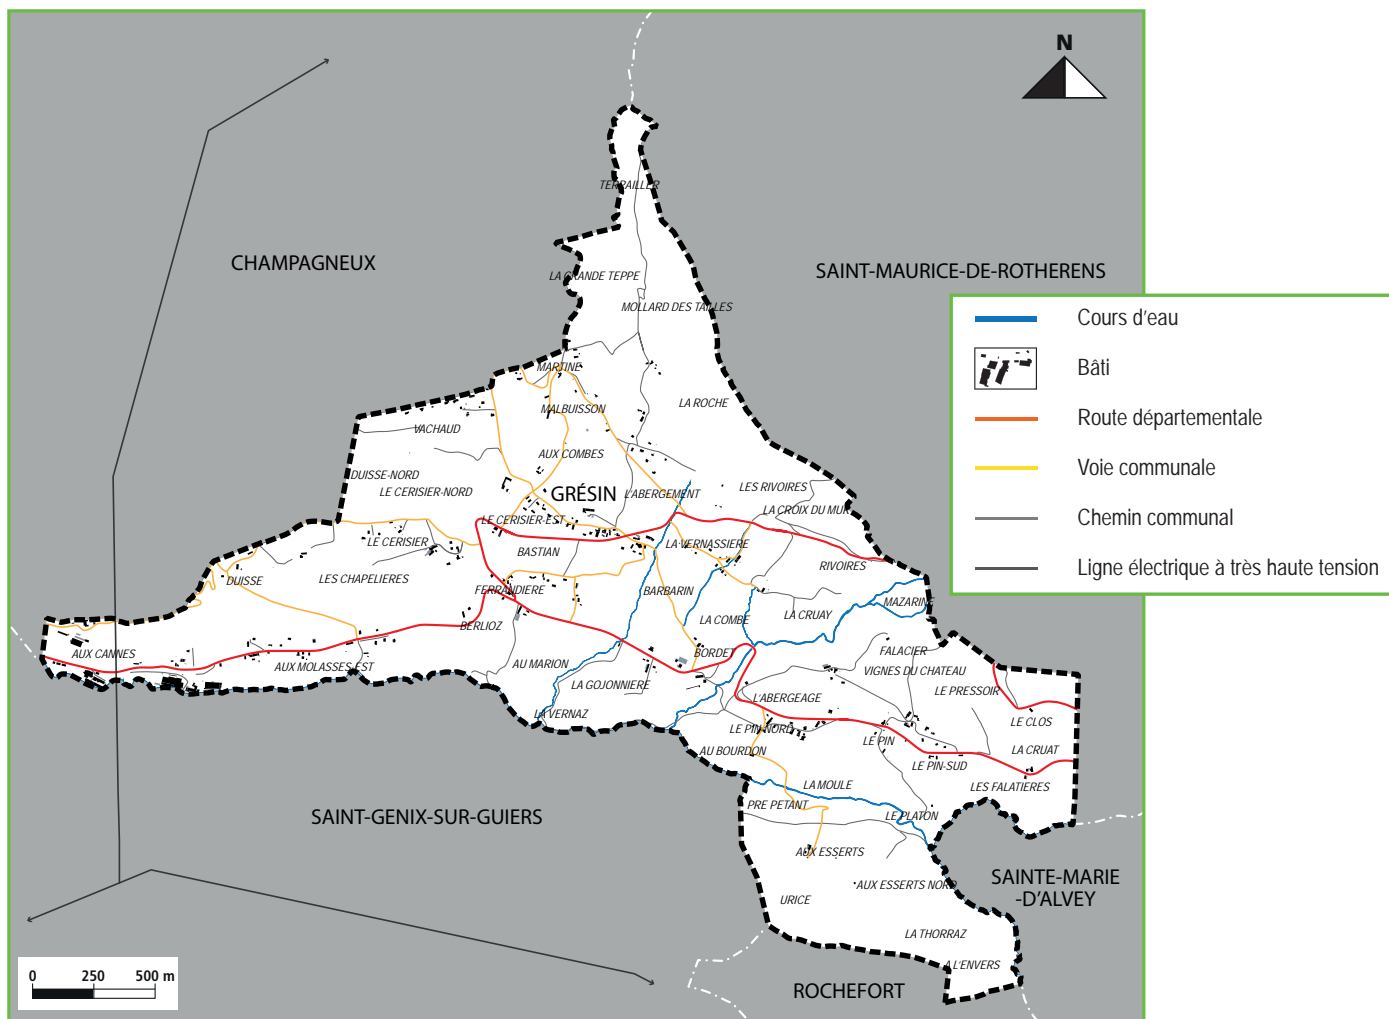 N
TERRAILLER
CHAMPAGNEUX
SAINT-MAURICE-DE-ROTHERENS
LA GRANDE TEPPE
MOLLARD DES TAILLES
Cours d'eau
Bâti
Route départementale
Voie communale
Chemin communal
Ligne électrique à très haute tension
MARTINE
LA ROCHE
MALBUISSON
VACHAUD
AUX COMBES
DUISSE-NORD
LE CERISIER-NORD
GRÉSIN
L'ABERGEMENT
LES RIVOIRES
LA CROIX DU MUR
LE CERISIER-EST
LE CERISIER
BASTIAN
LA VERNASSIERE
RIVOIRES
DUISSE
LES CHAPELIERES
FERRANDIERE
BARBARIN
MAZARINE
LA CRUAY
LA COMBE
BERLIOZ
AUX CANNES
AUX MOLASSES-EST
AU MARION
BORDET
FALACIER
VIGNES DU CHATEAU
LA GOJONNIERE
LE PRESSOIR
L'ABERGEAGE
LA VERNAZ
LE CLOS
LE PIN-NORD
LE PIN
AU BOURDON
LA CRUAT
LE PIN-SUD
LA MOULE
LES FALATIERES
PRE PETANT
LE PLATON
SAINT-GENIX-SUR-GUIERS
AUX ESSERTS
SAINTE-MARIE
-D'ALVEY
AUX ESSERTS NORD
URICE
LA THORRAZ
A L'ENVERS
ROCHEFORT
0 250 500 m